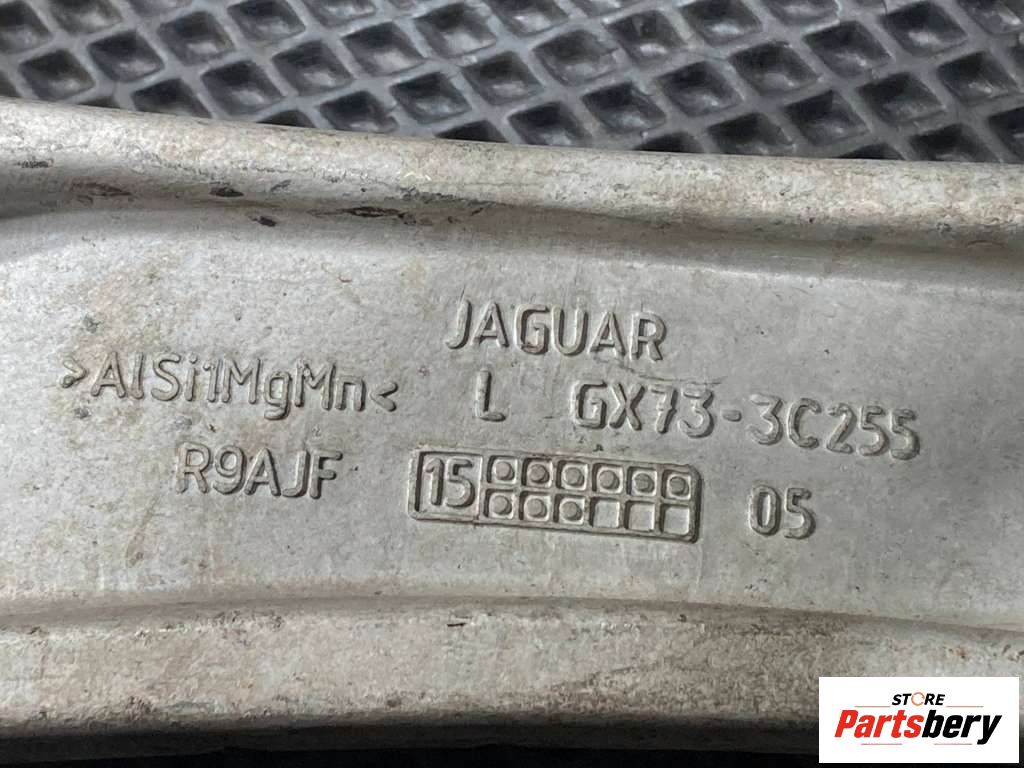 JAGUAR
>AlSi1MgMn< L GX73-3C255
R9AJF 15 05
STORE
Partsbery